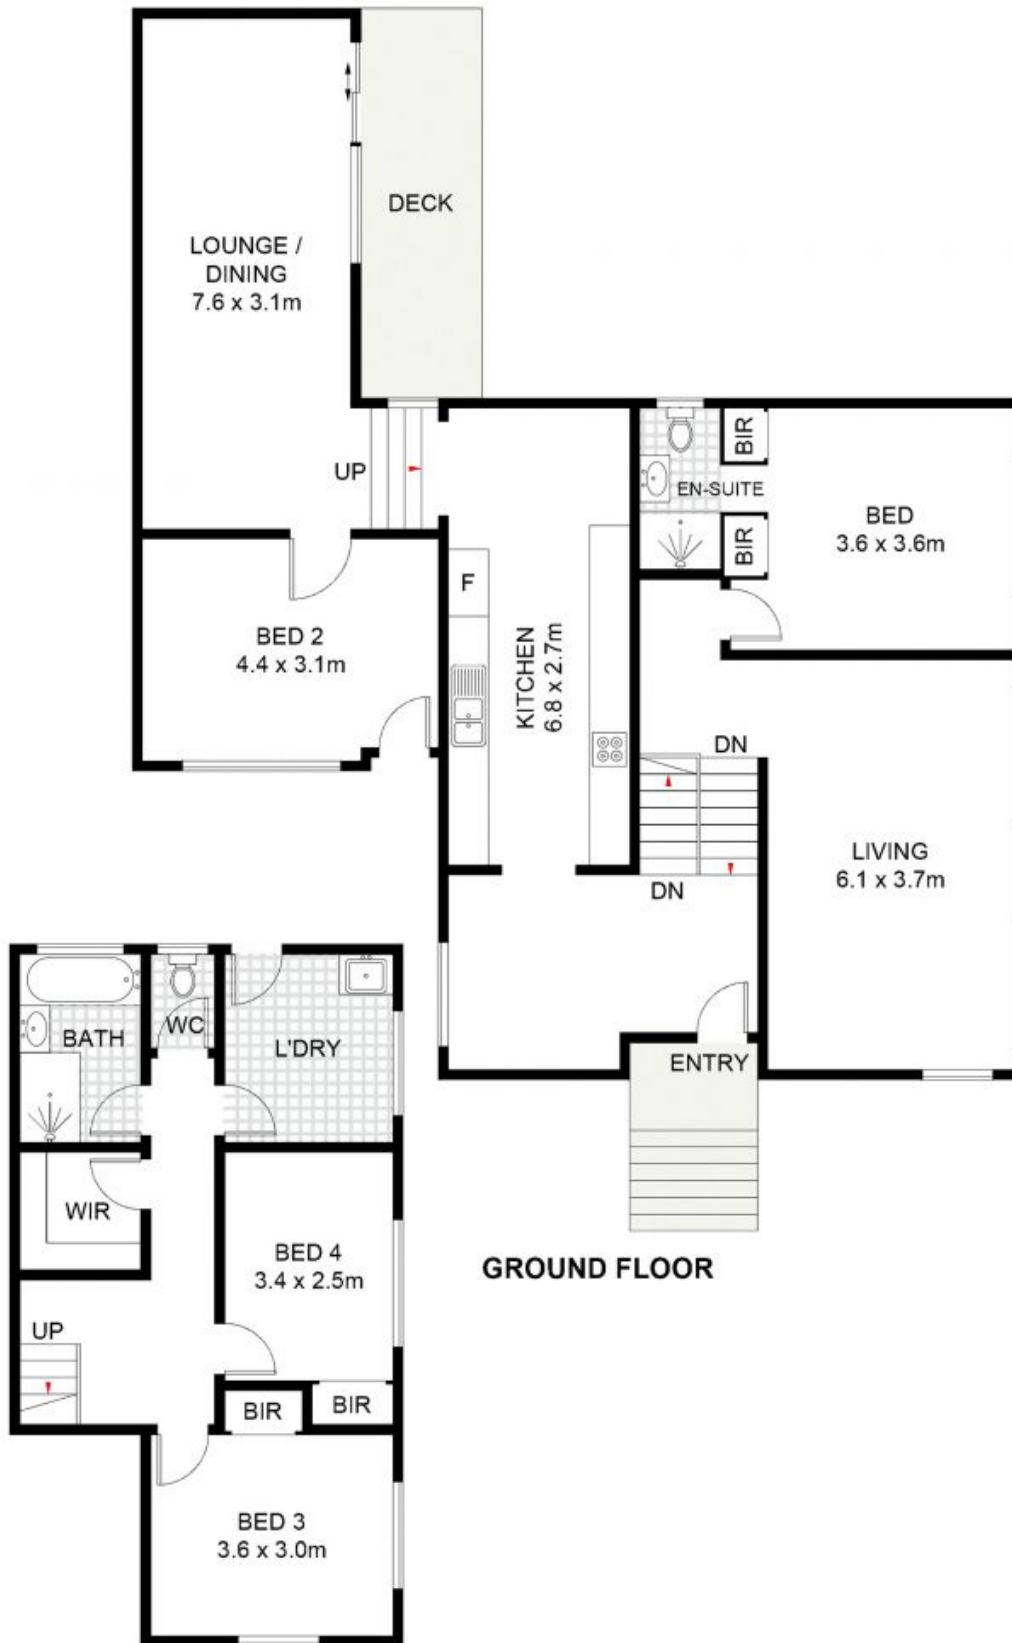 DECK
LOUNGE /
DINING
7.6 x 3.1m
UP
BIR
EN-SUITE
BIR
BED
3.6 x 3.6m
F
BED 2
4.4 x 3.1m
KITCHEN
6.8 x 2.7m
DN
LIVING
6.1 x 3.7m
DN
ENTRY
GROUND FLOOR
BATH
WC
L'DRY
WIR
BED 4
3.4 x 2.5m
UP
BIR
BIR
BED 3
3.6 x 3.0m